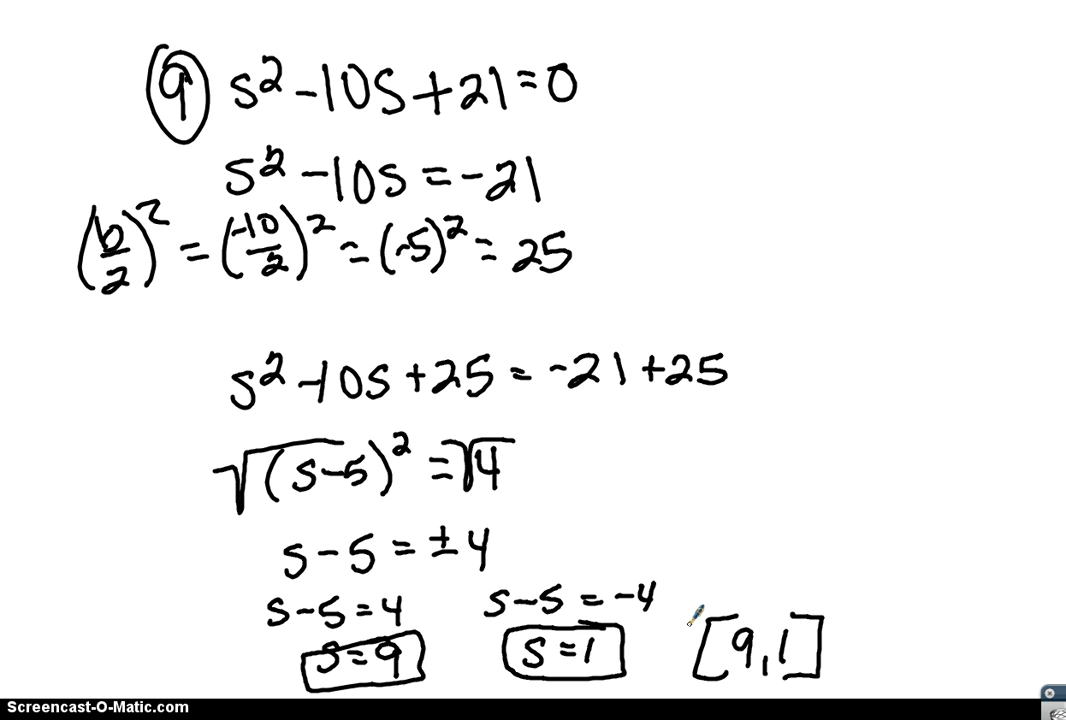 9 s² - 10s + 21 = 0
s² - 10s = -21
(b/2)² = (-10/2)² = (-5)² = 25
s² - 10s + 25 = -21 + 25
√(s-5)² = √4
s - 5 = ± 4
s - 5 = 4 s - 5 = -4
s = 9 s = 1 [9, 1]
Screencast-O-Matic.com